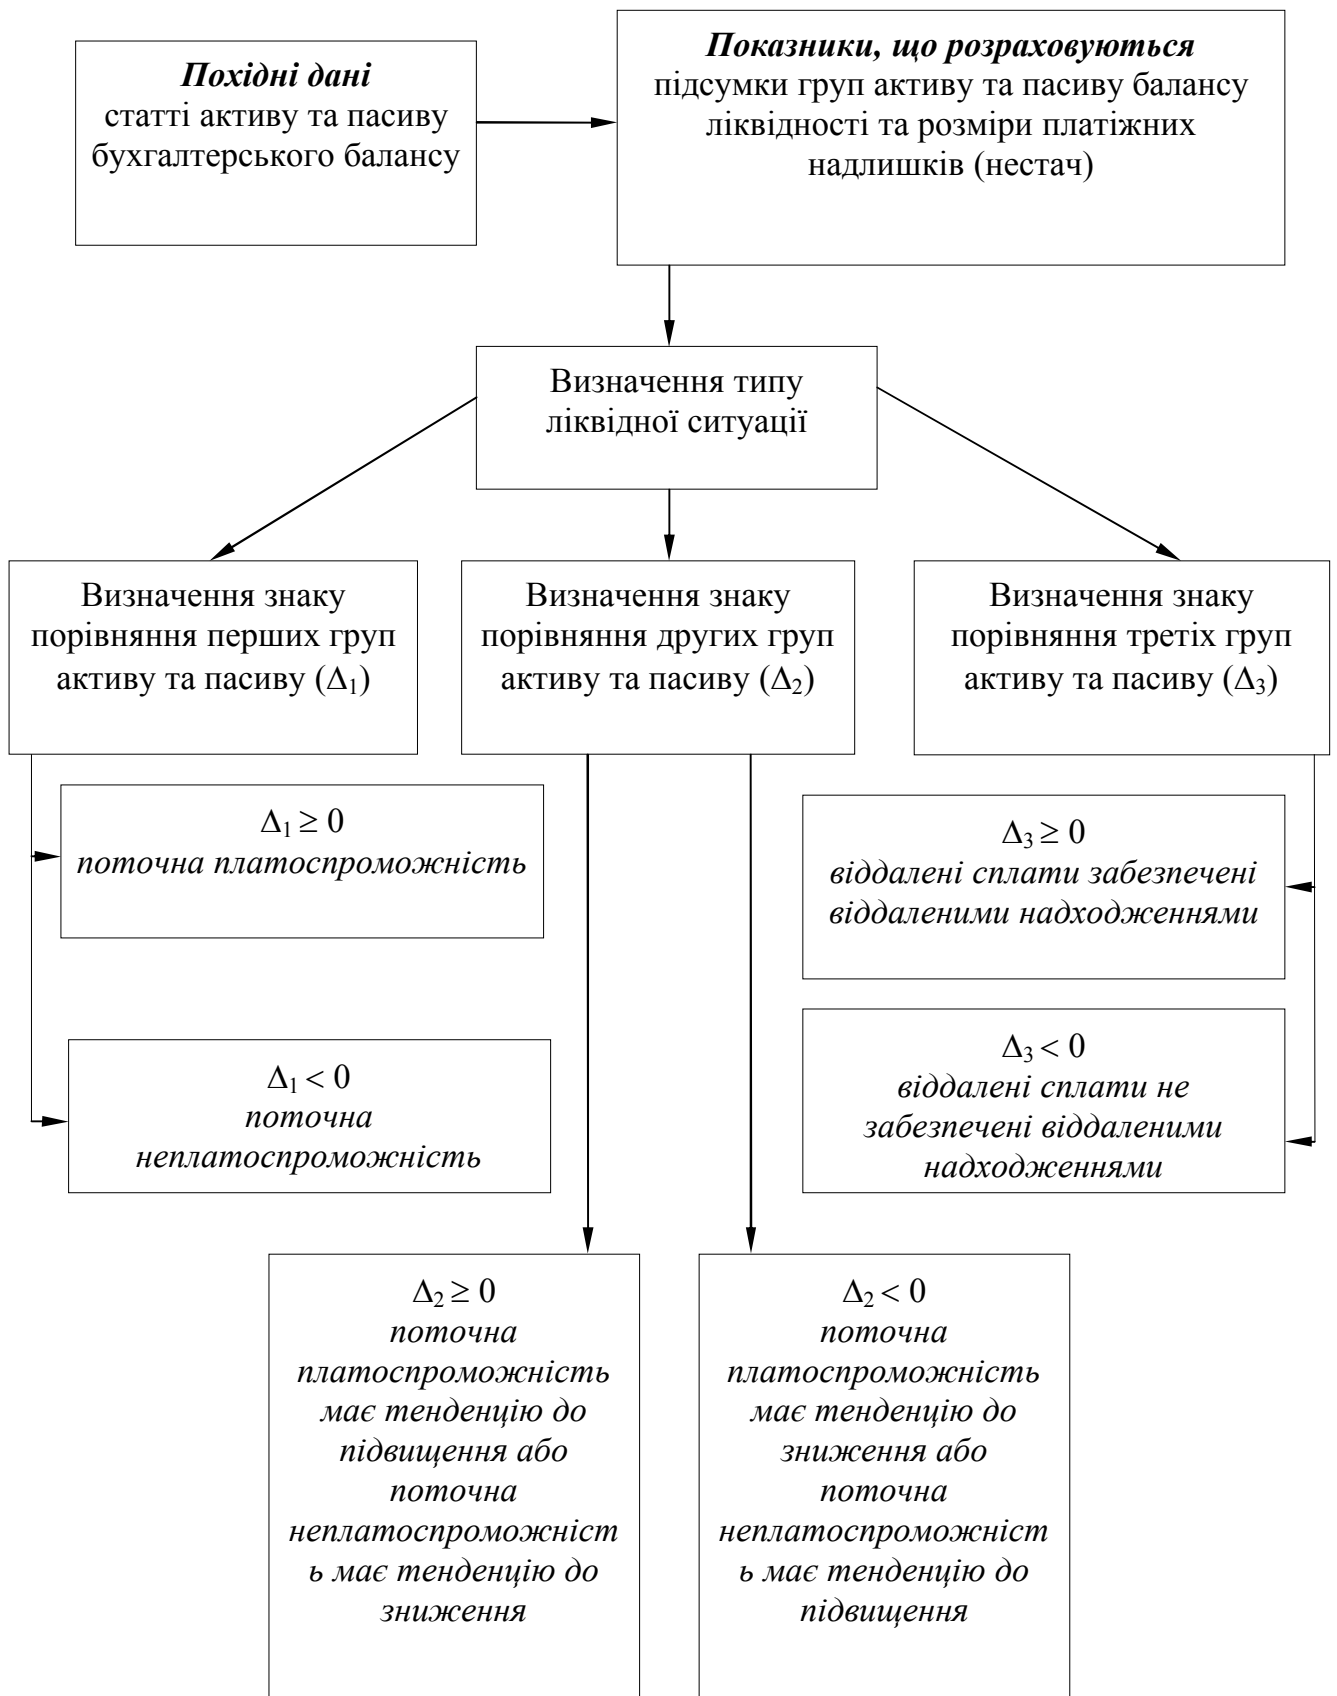 Похідні дані
статті активу та пасиву
бухгалтерського балансу
Показники, що розраховуються
підсумки груп активу та пасиву балансу
ліквідності та розміри платіжних
надлишків (нестач)
Визначення типу
ліквідної ситуації
Визначення знаку
порівняння перших груп
активу та пасиву (Δ₁)
Визначення знаку
порівняння других груп
активу та пасиву (Δ₂)
Визначення знаку
порівняння третіх груп
активу та пасиву (Δ₃)
Δ₁ ≥ 0
поточна платоспроможність
Δ₃ ≥ 0
віддалені сплати забезпечені
віддаленими надходженнями
Δ₁ < 0
поточна
неплатоспроможність
Δ₃ < 0
віддалені сплати не
забезпечені віддаленими
надходженнями
Δ₂ ≥ 0
поточна
платоспроможність
має тенденцію до
підвищення або
поточна
неплатоспроможніст
ь має тенденцію до
зниження
Δ₂ < 0
поточна
платоспроможність
має тенденцію до
зниження або
поточна
неплатоспроможніст
ь має тенденцію до
підвищення